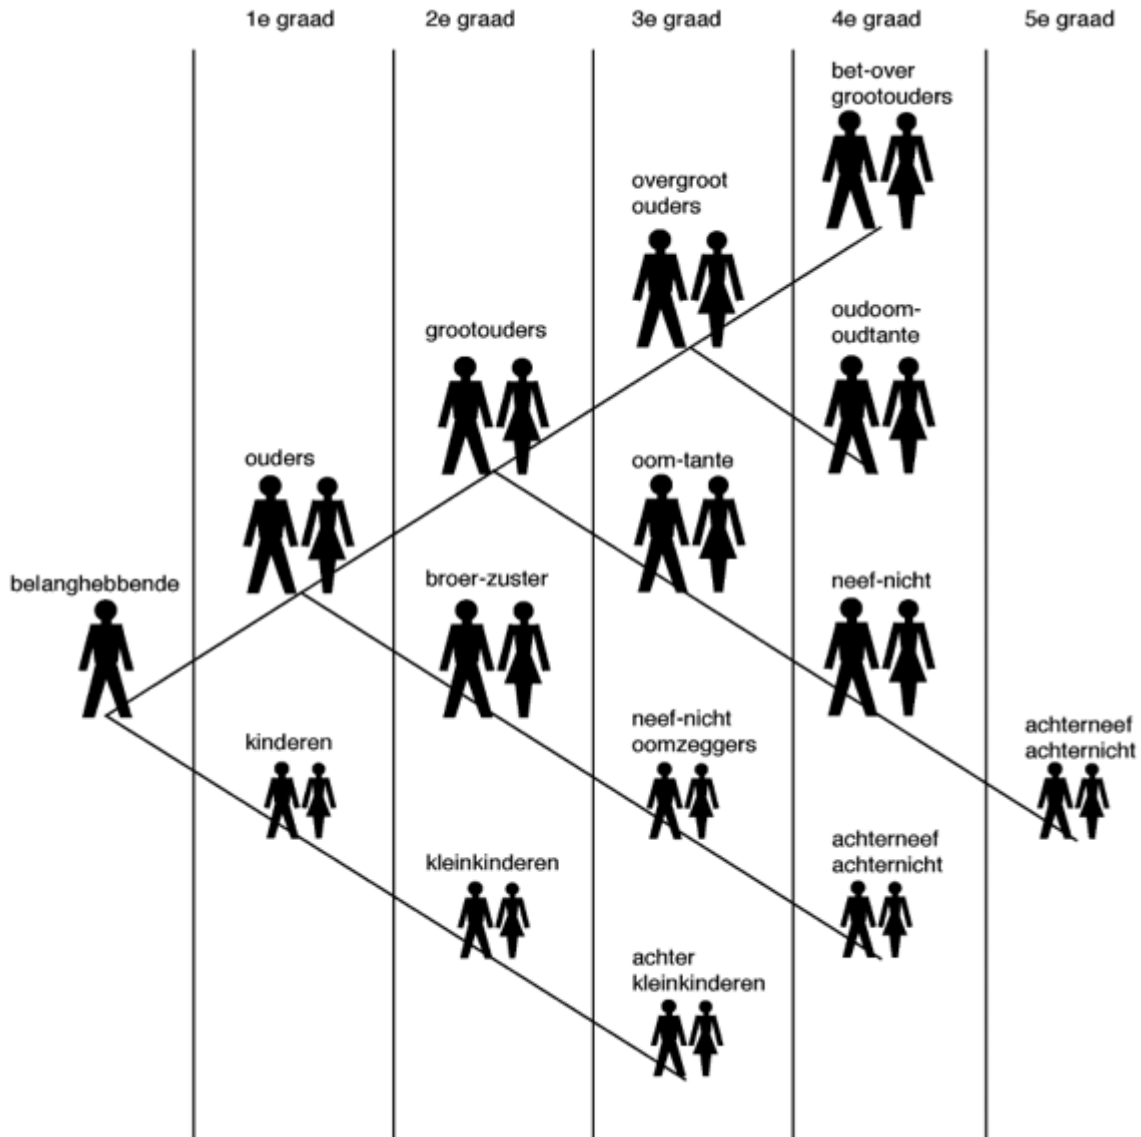 1e graad
2e graad
3e graad
4e graad
5e graad
bet-over
grootouders
overgroot
ouders
oudoom-
oudtante
grootouders
ouders
oom-tante
belanghebbende
broer-zuster
neef-nicht
kinderen
neef-nicht
oomzeggers
achterneef
achternicht
kleinkinderen
achterneef
achternicht
achter
kleinkinderen